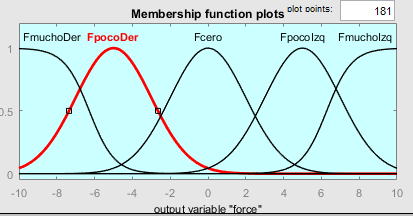 plot points:
181
Membership function plots
FmuchoDer FpocoDer Fcero FpocoIzq FmuchoIzq
1
0.5
0
-10 -8 -6 -4 -2 0 2 4 6 8 10
output variable "force"